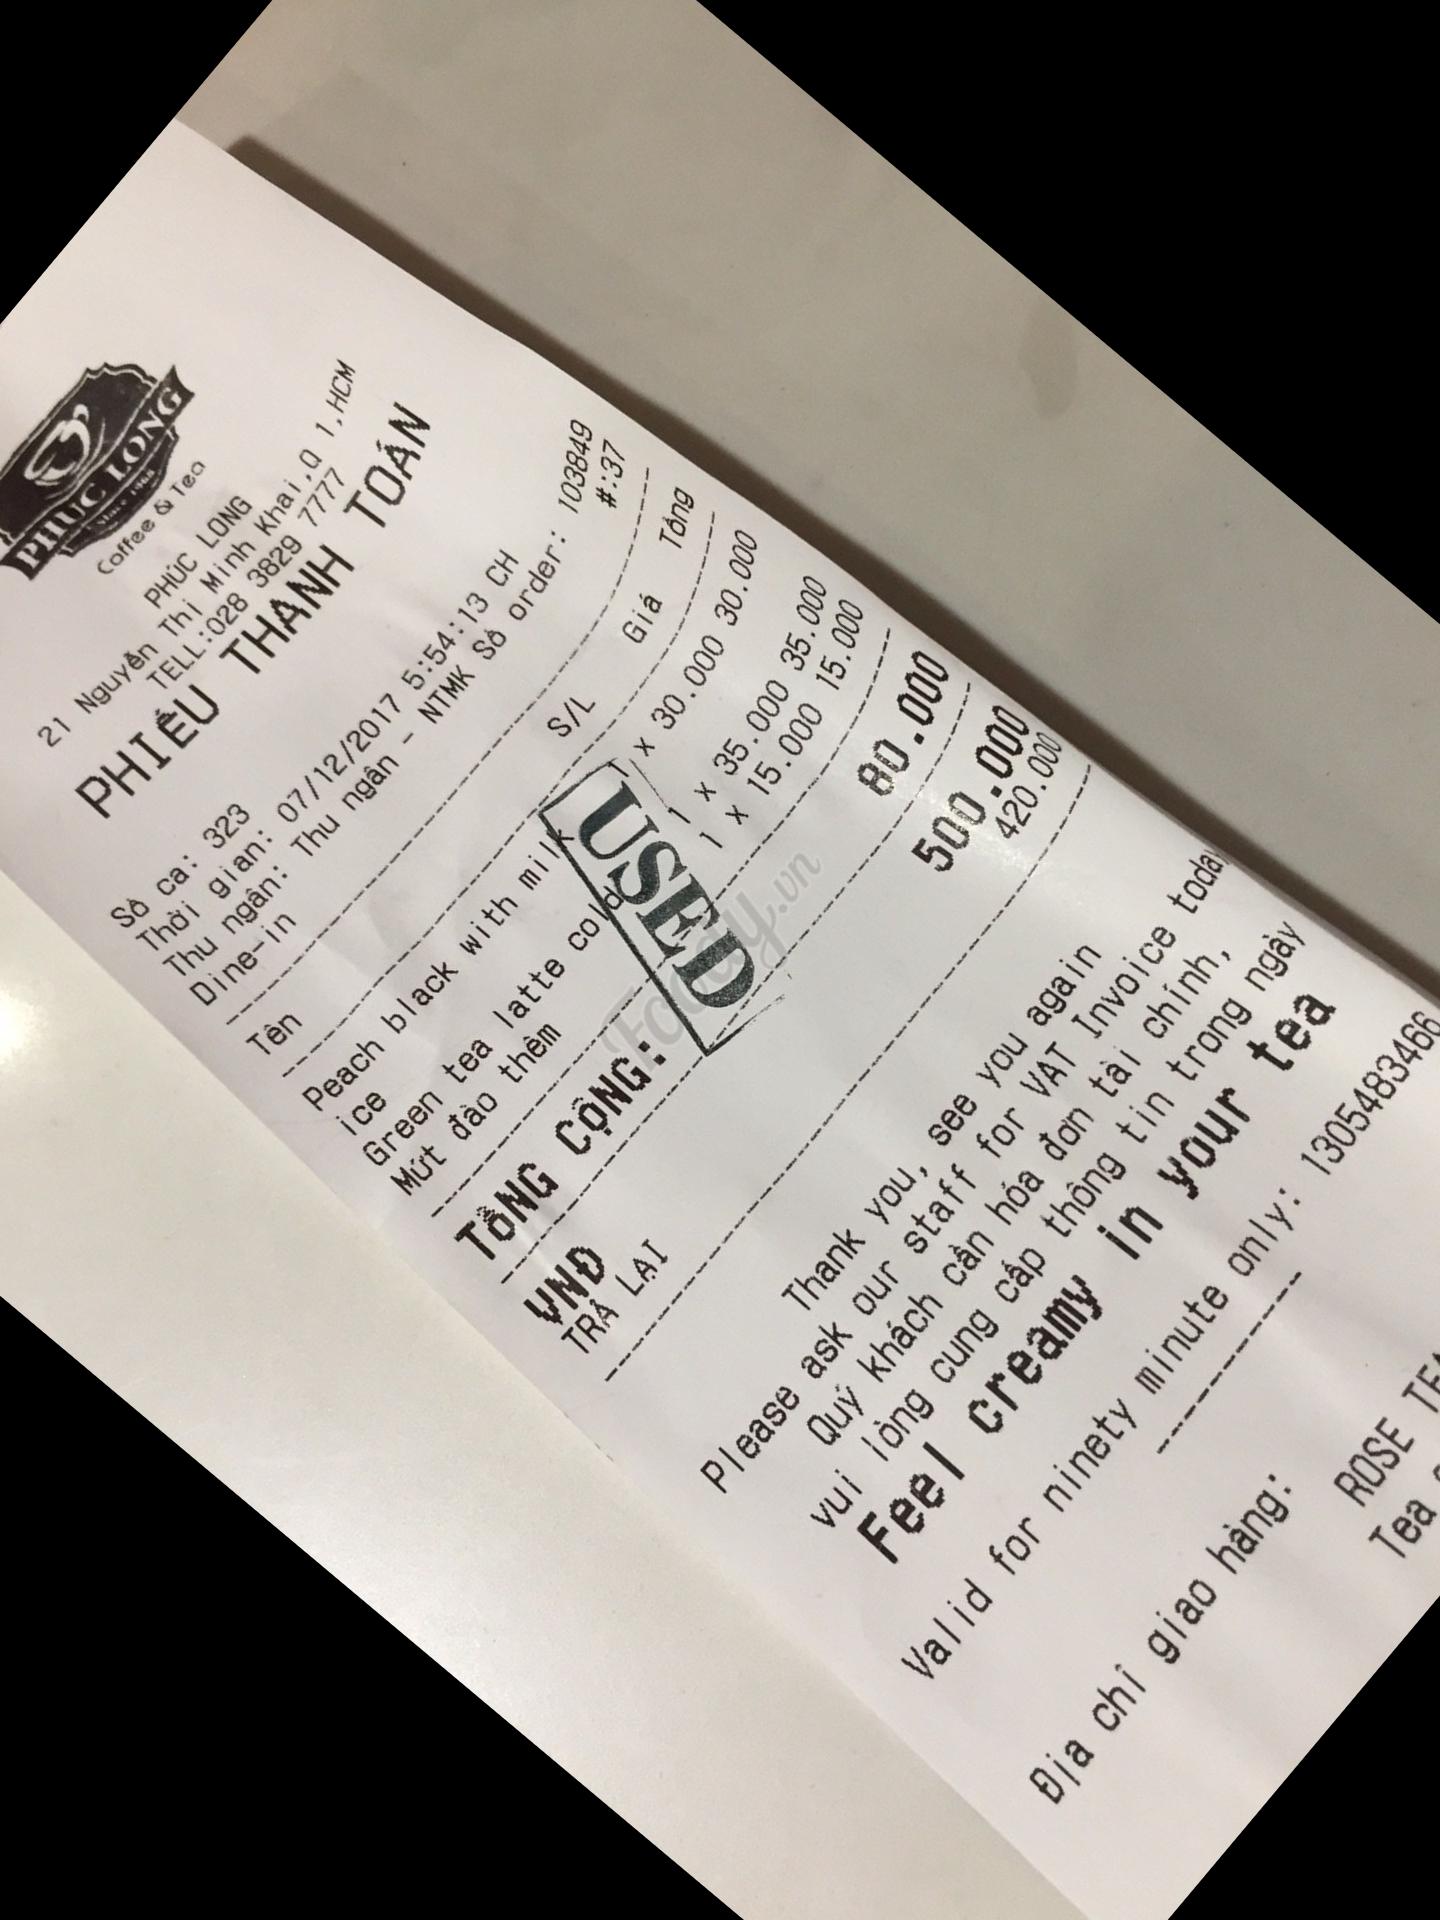 PHUC LONG
Since 1968
Coffee & Tea
PHÚC LONG
21 Nguyễn Thị Minh Khai,Q 1,HCM
TELL:028 3829 7777
PHIẾU THANH TOÁN
Số ca: 323
Thời gian: 07/12/2017 5:54:13 CH
Thu ngân: Thu ngân - NTMK Số order: 103849
Dine-in #:37
Tên S/L Giá Tổng
Peach black with milk 1 x 30.000 30.000
ice
Green tea latte cold 1 x 35.000 35.000
Mứt đào thêm 1 x 15.000 15.000
USED
Foody.vn
TỔNG CỘNG: 80.000
VNĐ 500.000
TRẢ LẠI 420.000
Thank you, see you again
Please ask our staff for VAT Invoice today
Quý khách cần hóa đơn tài chính,
vui lòng cung cấp thông tin trong ngày
Feel creamy in your tea
Valid for ninety minute only: 1305483466
Địa chỉ giao hàng:
ROSE
Tea